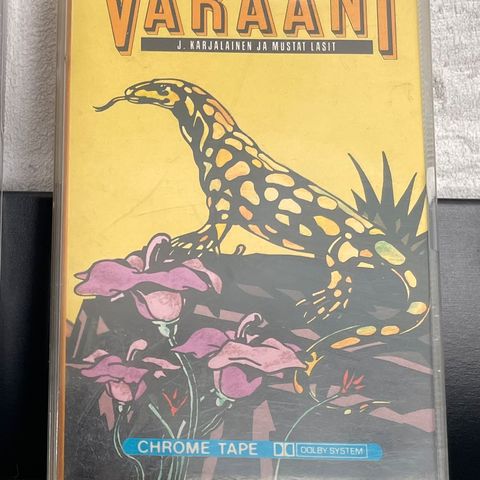 VARAANI
J. KARJALAINEN JA MUSTAT LASIT
CHROME TAPE DOLBY SYSTEM